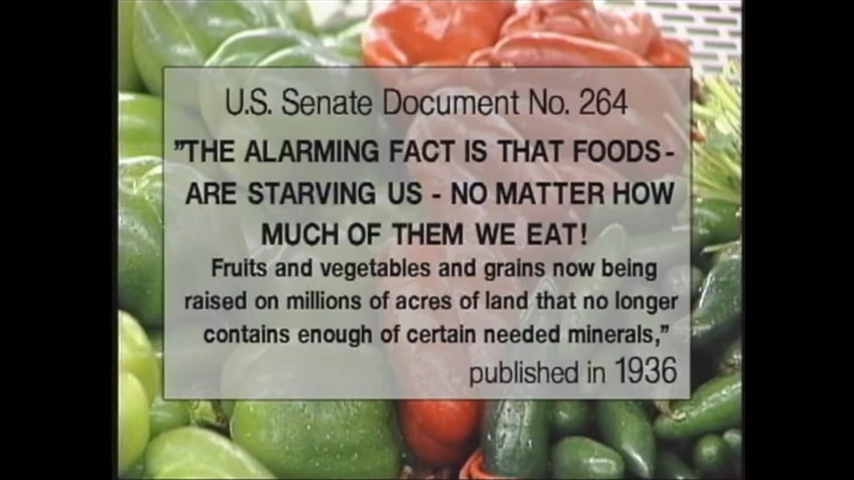 U.S. Senate Document No. 264
"THE ALARMING FACT IS THAT FOODS-
ARE STARVING US - NO MATTER HOW
MUCH OF THEM WE EAT!
Fruits and vegetables and grains now being
raised on millions of acres of land that no longer
contains enough of certain needed minerals,"
published in 1936